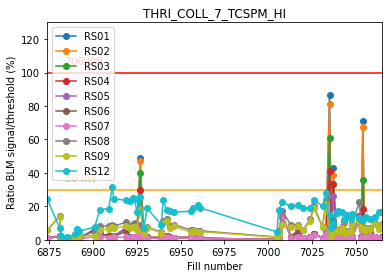 THRI_COLL_7_TCSPM_HI
Ratio BLM signal/threshold (%)
120
100
80
60
40
20
0
RS01
RS02
RS03
RS04
RS05
RS06
RS07
RS08
RS09
RS12
6875 6900 6925 6950 6975 7000 7025 7050
Fill number